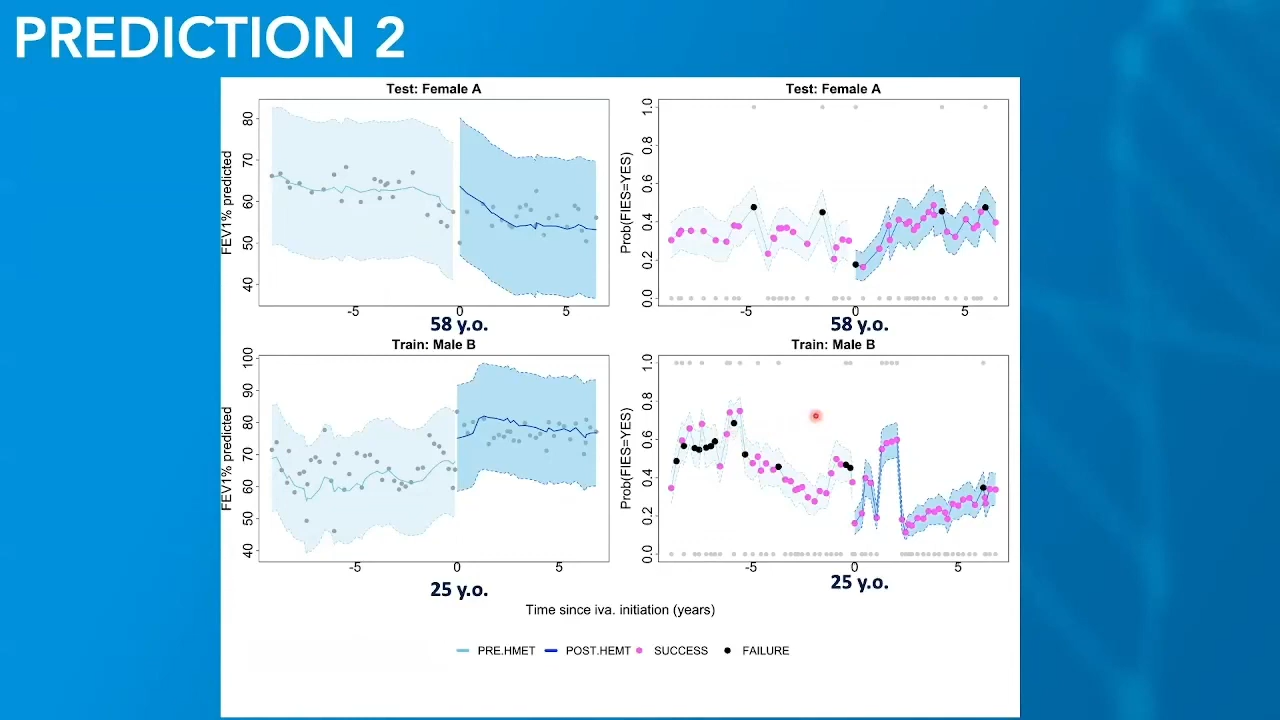 PREDICTION 2
Test: Female A
FEV1% predicted
80
70
60
50
40
-5
0
5
58 y.o.
Test: Female A
Prob(FIES=YES)
1.0
0.8
0.6
0.4
0.2
0.0
-5
0
5
58 y.o.
Train: Male B
FEV1% predicted
100
90
80
70
60
50
40
-5
0
5
25 y.o.
Train: Male B
Prob(FIES=YES)
1.0
0.8
0.6
0.4
0.2
0.0
-5
0
5
25 y.o.
Time since iva. initiation (years)
PRE.HMET POST.HEMT SUCCESS FAILURE